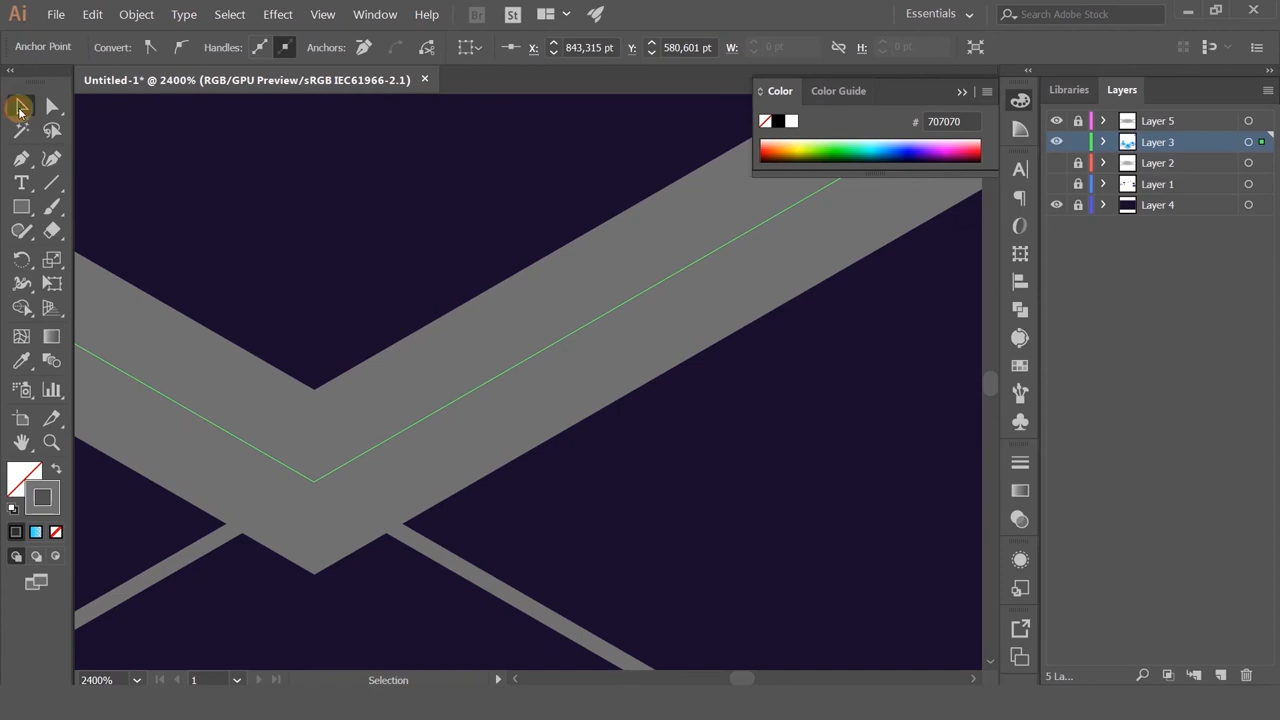 Ai File Edit Object Type Select Effect View Window Help Br St Essentials Search Adobe Stock
Anchor Point Convert: Handles: Anchors: X: 843,315 pt Y: 580,601 pt W: 0 pt H: 0 pt
Untitled-1* @ 2400% (RGB/GPU Preview/sRGB IEC61966-2.1)
Color Color Guide
Libraries Layers
# 707070
Layer 5
Layer 3
Layer 2
Layer 1
Layer 4
2400% 1 Selection
5 La...